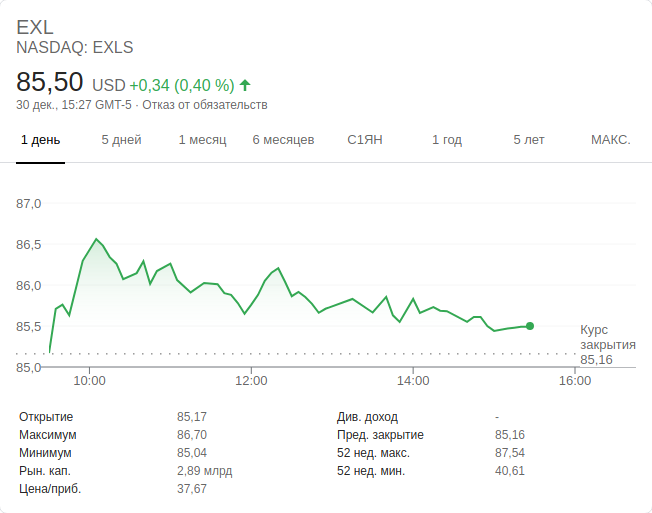 EXL
NASDAQ: EXLS
85,50 USD +0,34 (0,40 %)
30 дек., 15:27 GMT-5 · Отказ от обязательств
1 день 5 дней 1 месяц 6 месяцев С1ЯН 1 год 5 лет МАКС.
87,0
86,5
86,0
85,5
85,0
Курс
закрытия
85,16
10:00 12:00 14:00 16:00
Открытие 85,17 Див. доход -
Максимум 86,70 Пред. закрытие 85,16
Минимум 85,04 52 нед. макс. 87,54
Рын. кап. 2,89 млрд 52 нед. мин. 40,61
Цена/приб. 37,67